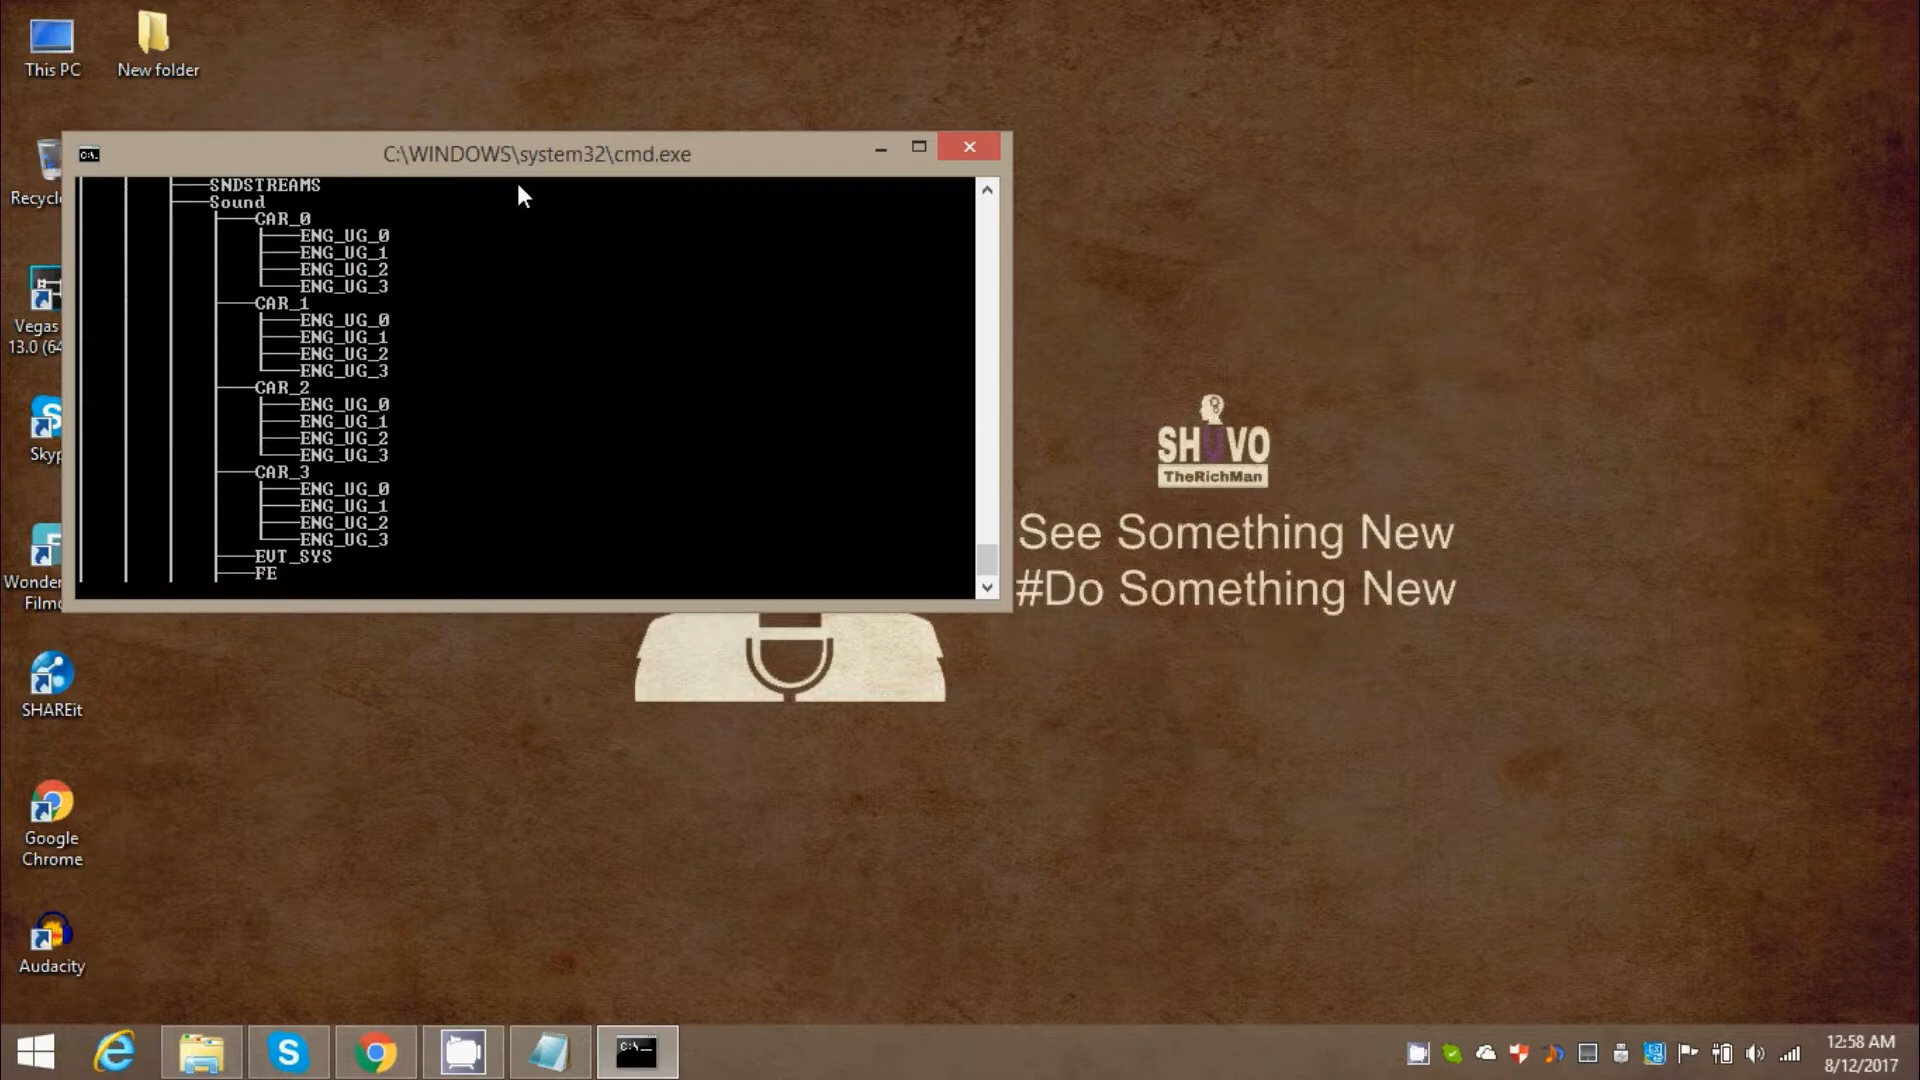 This PC
New folder
Recycle
Vegas
13.0 (64
Skyp
Wonder
Filmo
SHAREit
Google
Chrome
Audacity
C:\WINDOWS\system32\cmd.exe
SNDSTREAMS
Sound
CAR_0
ENG_UG_0
ENG_UG_1
ENG_UG_2
ENG_UG_3
CAR_1
ENG_UG_0
ENG_UG_1
ENG_UG_2
ENG_UG_3
CAR_2
ENG_UG_0
ENG_UG_1
ENG_UG_2
ENG_UG_3
CAR_3
ENG_UG_0
ENG_UG_1
ENG_UG_2
ENG_UG_3
EVT_SYS
FE
SHUVO
TheRichMan
See Something New
#Do Something New
12:58 AM
8/12/2017